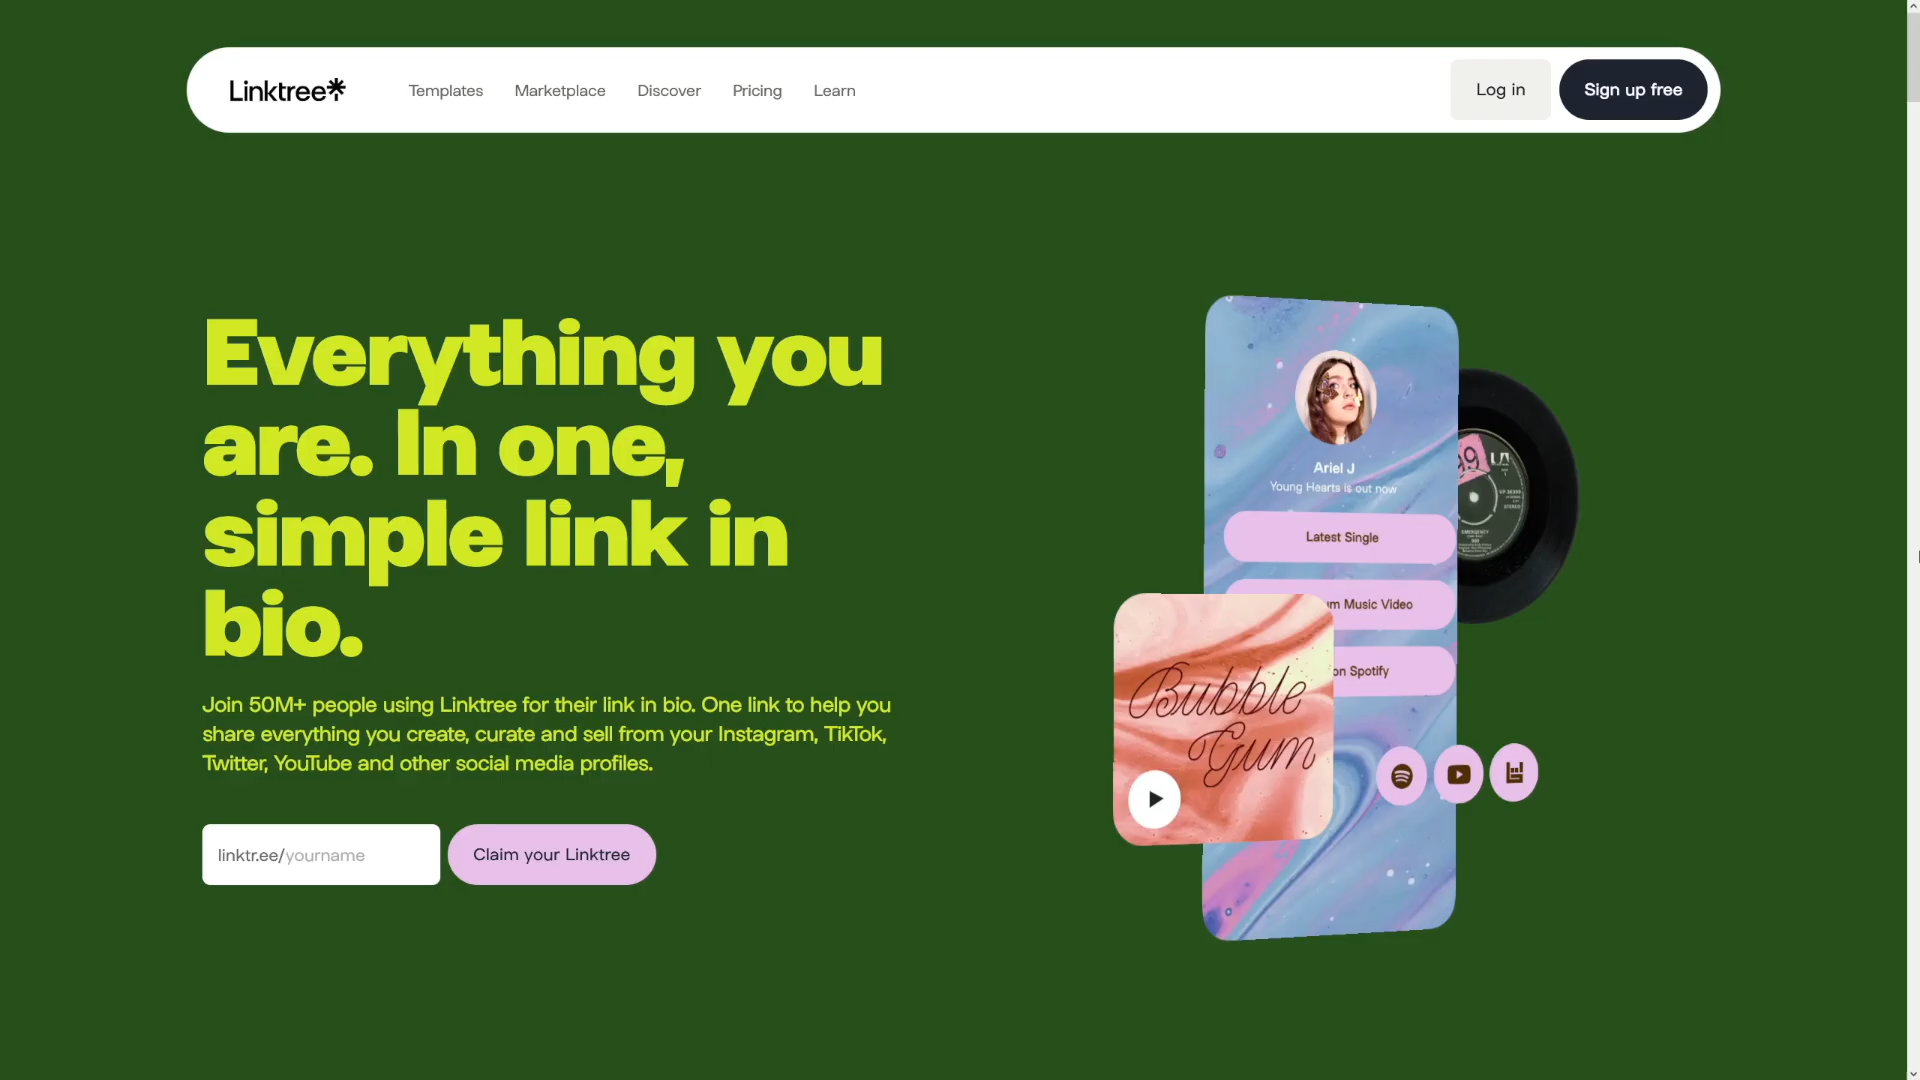 Linktree
Templates
Marketplace
Discover
Pricing
Learn
Log in
Sign up free
Everything you
are. In one,
simple link in
bio.
Join 50M+ people using Linktree for their link in bio. One link to help you
share everything you create, curate and sell from your Instagram, TikTok,
Twitter, YouTube and other social media profiles.
linktr.ee/yourname
Claim your Linktree
Ariel J
Young Hearts is out now
Latest Single
Music Video
on Spotify
Bubble
Gum
99
EMERGENCY